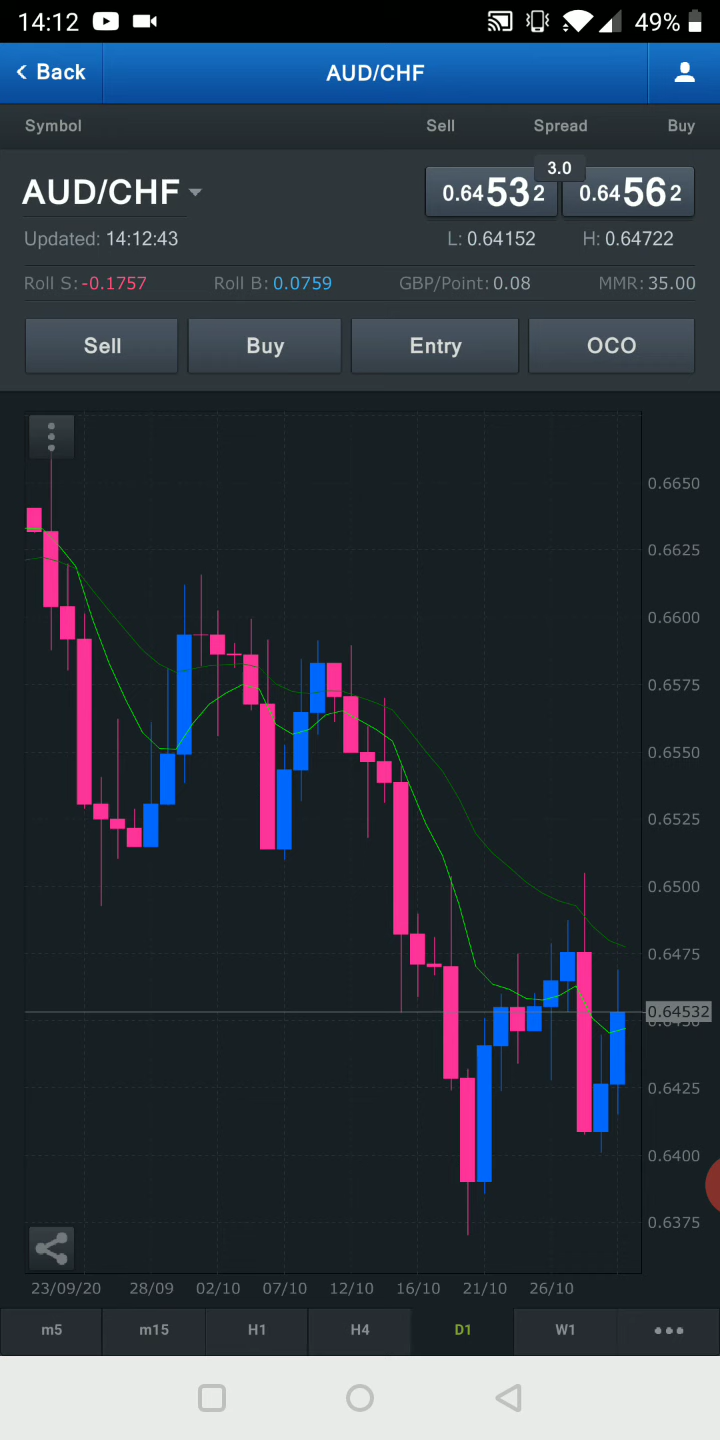 14:12 49%
Back AUD/CHF
Symbol Sell Spread Buy
AUD/CHF 0.64532 3.0 0.64562
Updated: 14:12:43 L: 0.64152 H: 0.64722
Roll S: -0.1757 Roll B: 0.0759 GBP/Point: 0.08 MMR: 35.00
Sell Buy Entry OCO
0.6650
0.6625
0.6600
0.6575
0.6550
0.6525
0.6500
0.6475
0.64532
0.6450
0.6425
0.6400
0.6375
23/09/20 28/09 02/10 07/10 12/10 16/10 21/10 26/10
m5 m15 H1 H4 D1 W1